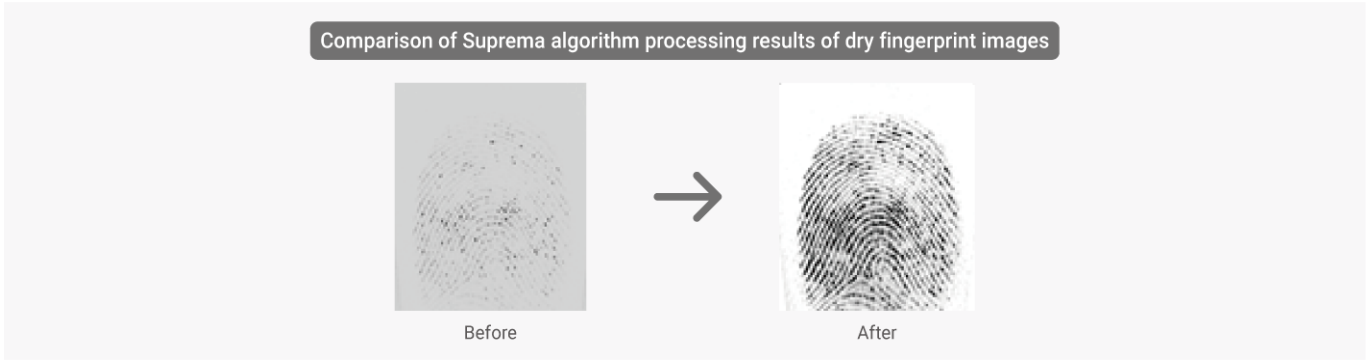 Comparison of Suprema algorithm processing results of dry fingerprint images
Before
After